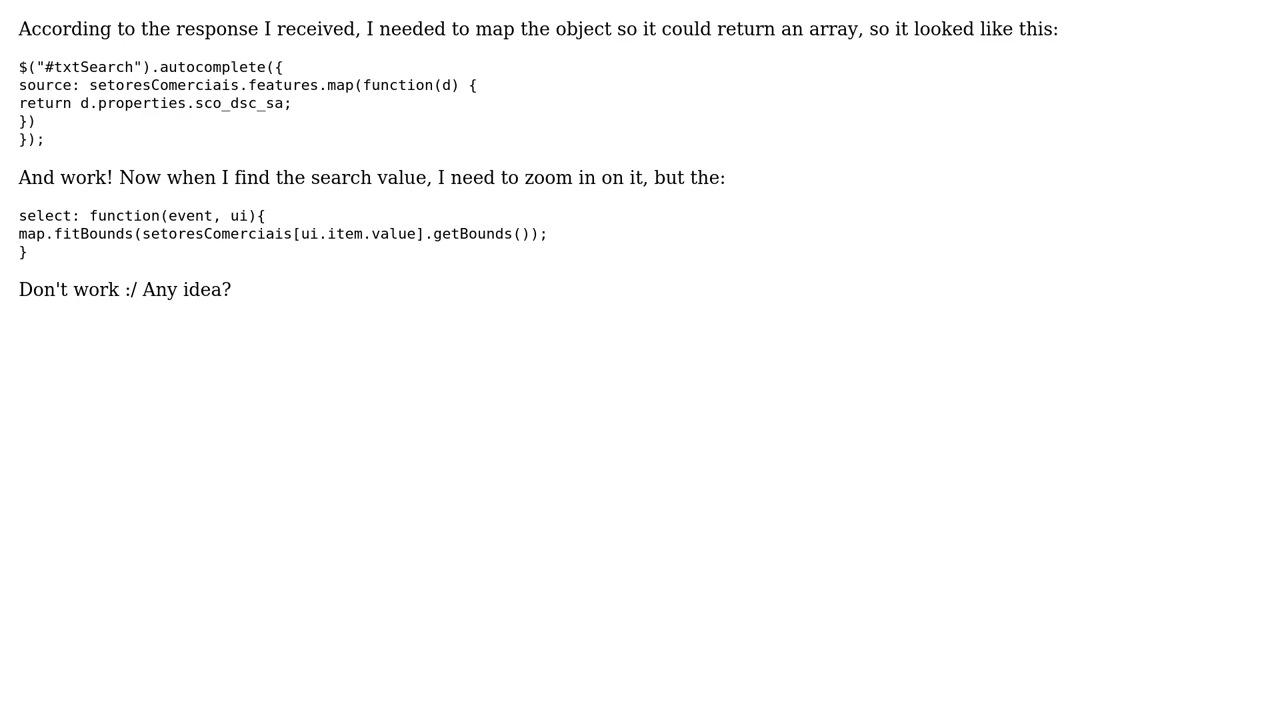 According to the response I received, I needed to map the object so it could return an array, so it looked like this:
$("#txtSearch").autocomplete({
source: setoresComerciais.features.map(function(d) {
return d.properties.sco_dsc_sa;
})
});
And work! Now when I find the search value, I need to zoom in on it, but the:
select: function(event, ui){
map.fitBounds(setoresComerciais[ui.item.value].getBounds());
}
Don't work :/ Any idea?